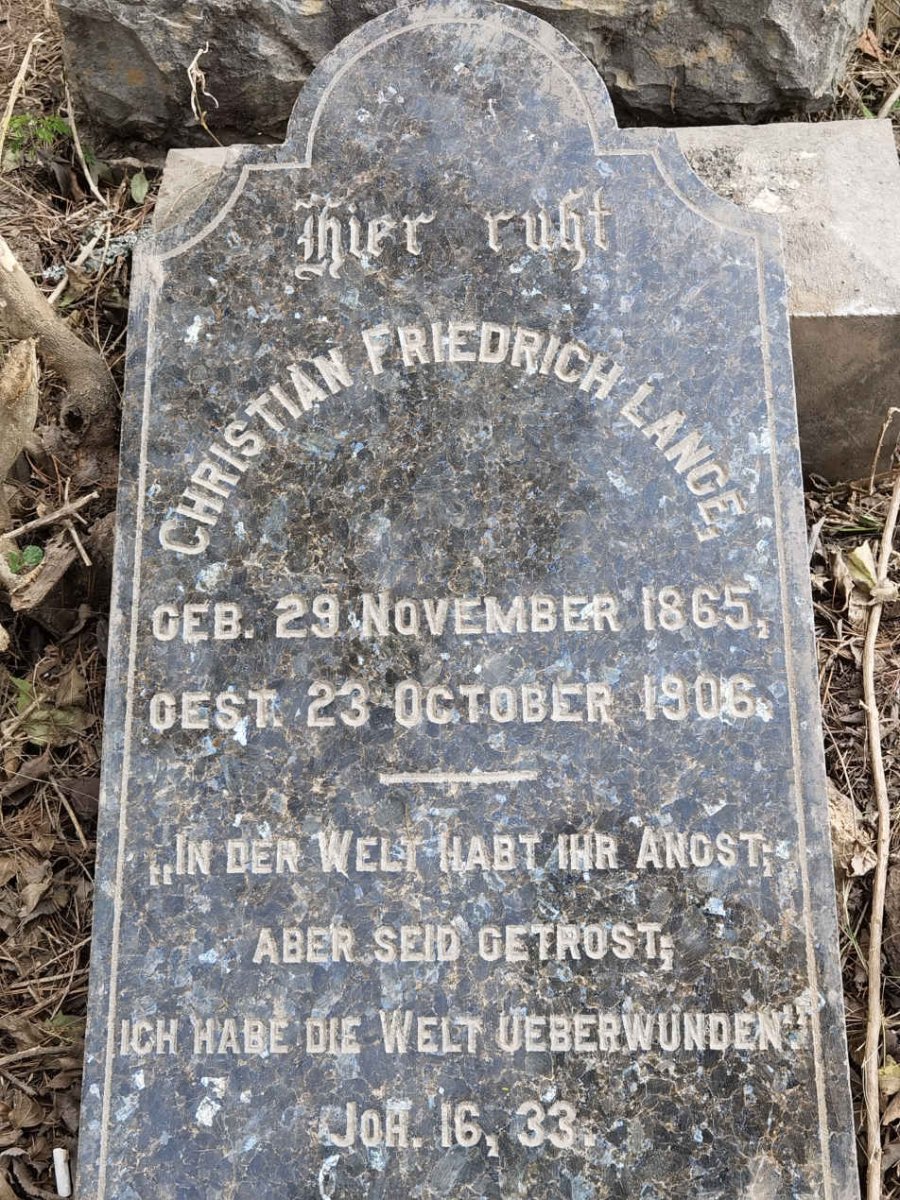 Hier ruht
CHRISTIAN FRIEDRICH LANGE,
GEB. 29 NOVEMBER 1865,
GEST. 23 OCTOBER 1906.
„IN DER WELT HABT IHR ANGST;
ABER SEID GETROST;
ICH HABE DIE WELT UEBERWUNDEN“
JOH. 16, 33.